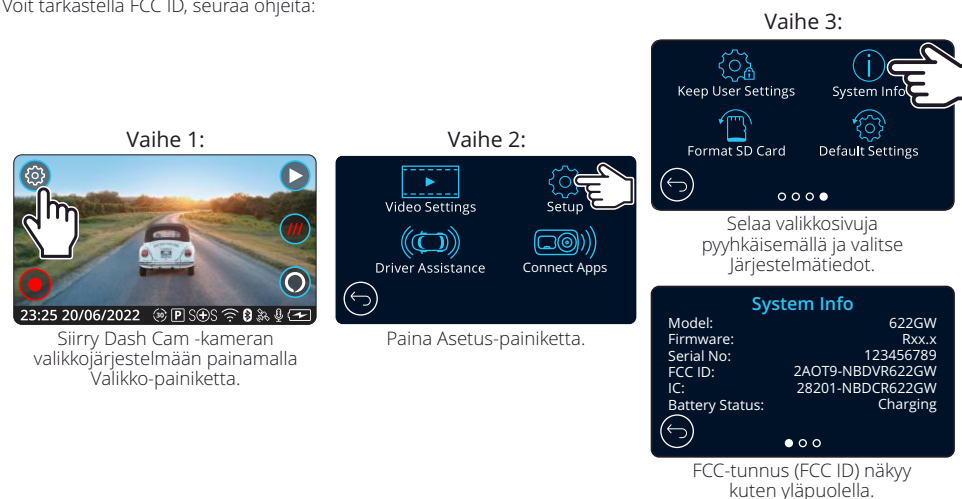 Voit tarkastella FCC ID, seuraa ohjeita:
Vaihe 1:
23:25 20/06/2022 30 P S S
Siirry Dash Cam -kameran
valikkojärjestelmään painamalla
Valikko-painiketta.
Vaihe 2:
Video Settings
Setup
Driver Assistance
Connect Apps
Paina Asetus-painiketta.
Vaihe 3:
Keep User Settings
System Info
Format SD Card
Default Settings
Selaa valikkosivuja
pyyhkäisemällä ja valitse
Järjestelmätiedot.
System Info
Model: 622GW
Firmware: Rxx.x
Serial No: 123456789
FCC ID: 2AOT9-NBDVR622GW
IC: 28201-NBDCR622GW
Battery Status: Charging
FCC-tunnus (FCC ID) näkyy
kuten yläpuolella.